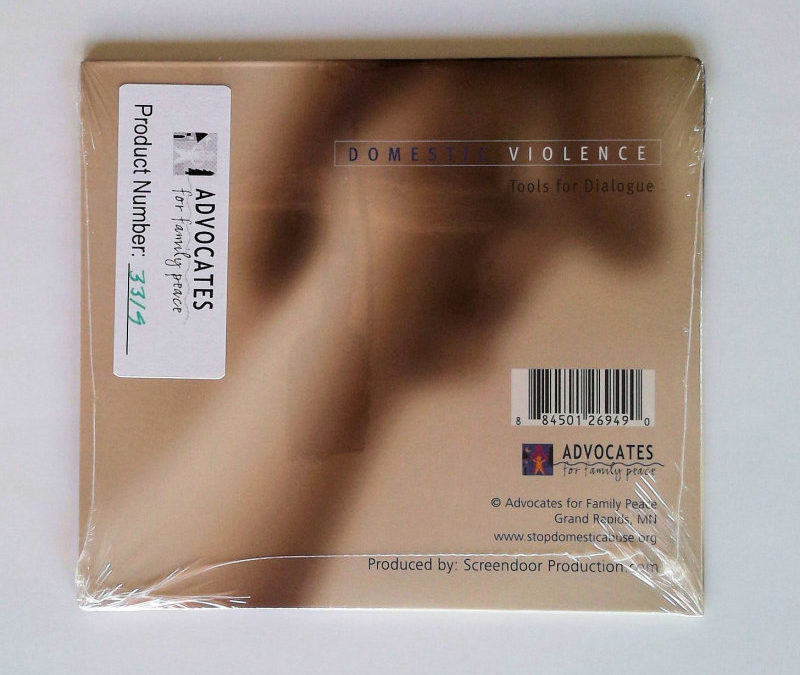 DOMESTIC VIOLENCE
Tools for Dialogue
ADVOCATES
for family peace
Product Number: 3319
8 84501 26949 0
ADVOCATES
for family peace
© Advocates for Family Peace
Grand Rapids, MN
www.stopdomesticabuse.org
Produced by: Screendoor Production.com